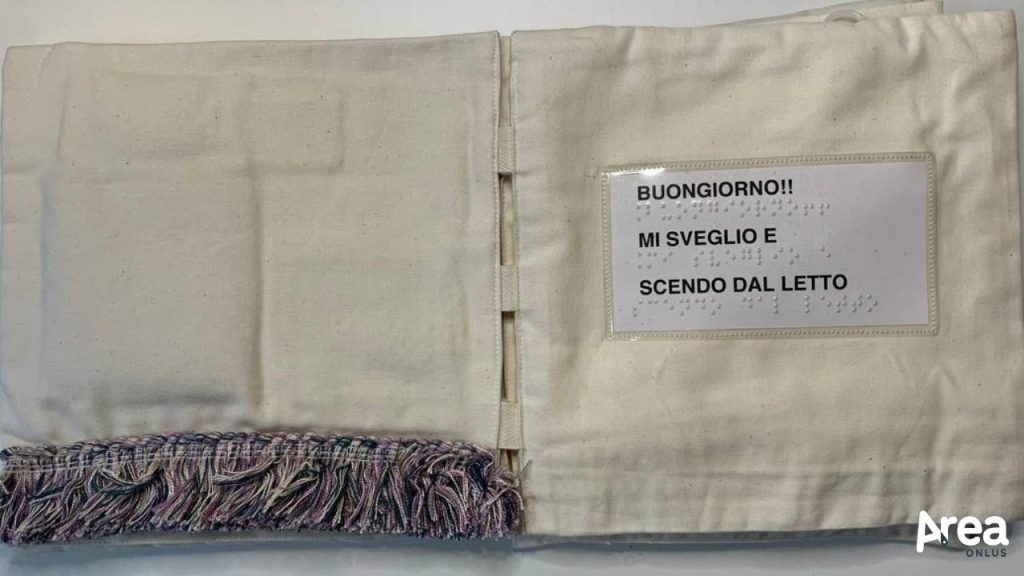 BUONGIORNO!!
MI SVEGLIO E
SCENDO DAL LETTO
Area
ONLUS